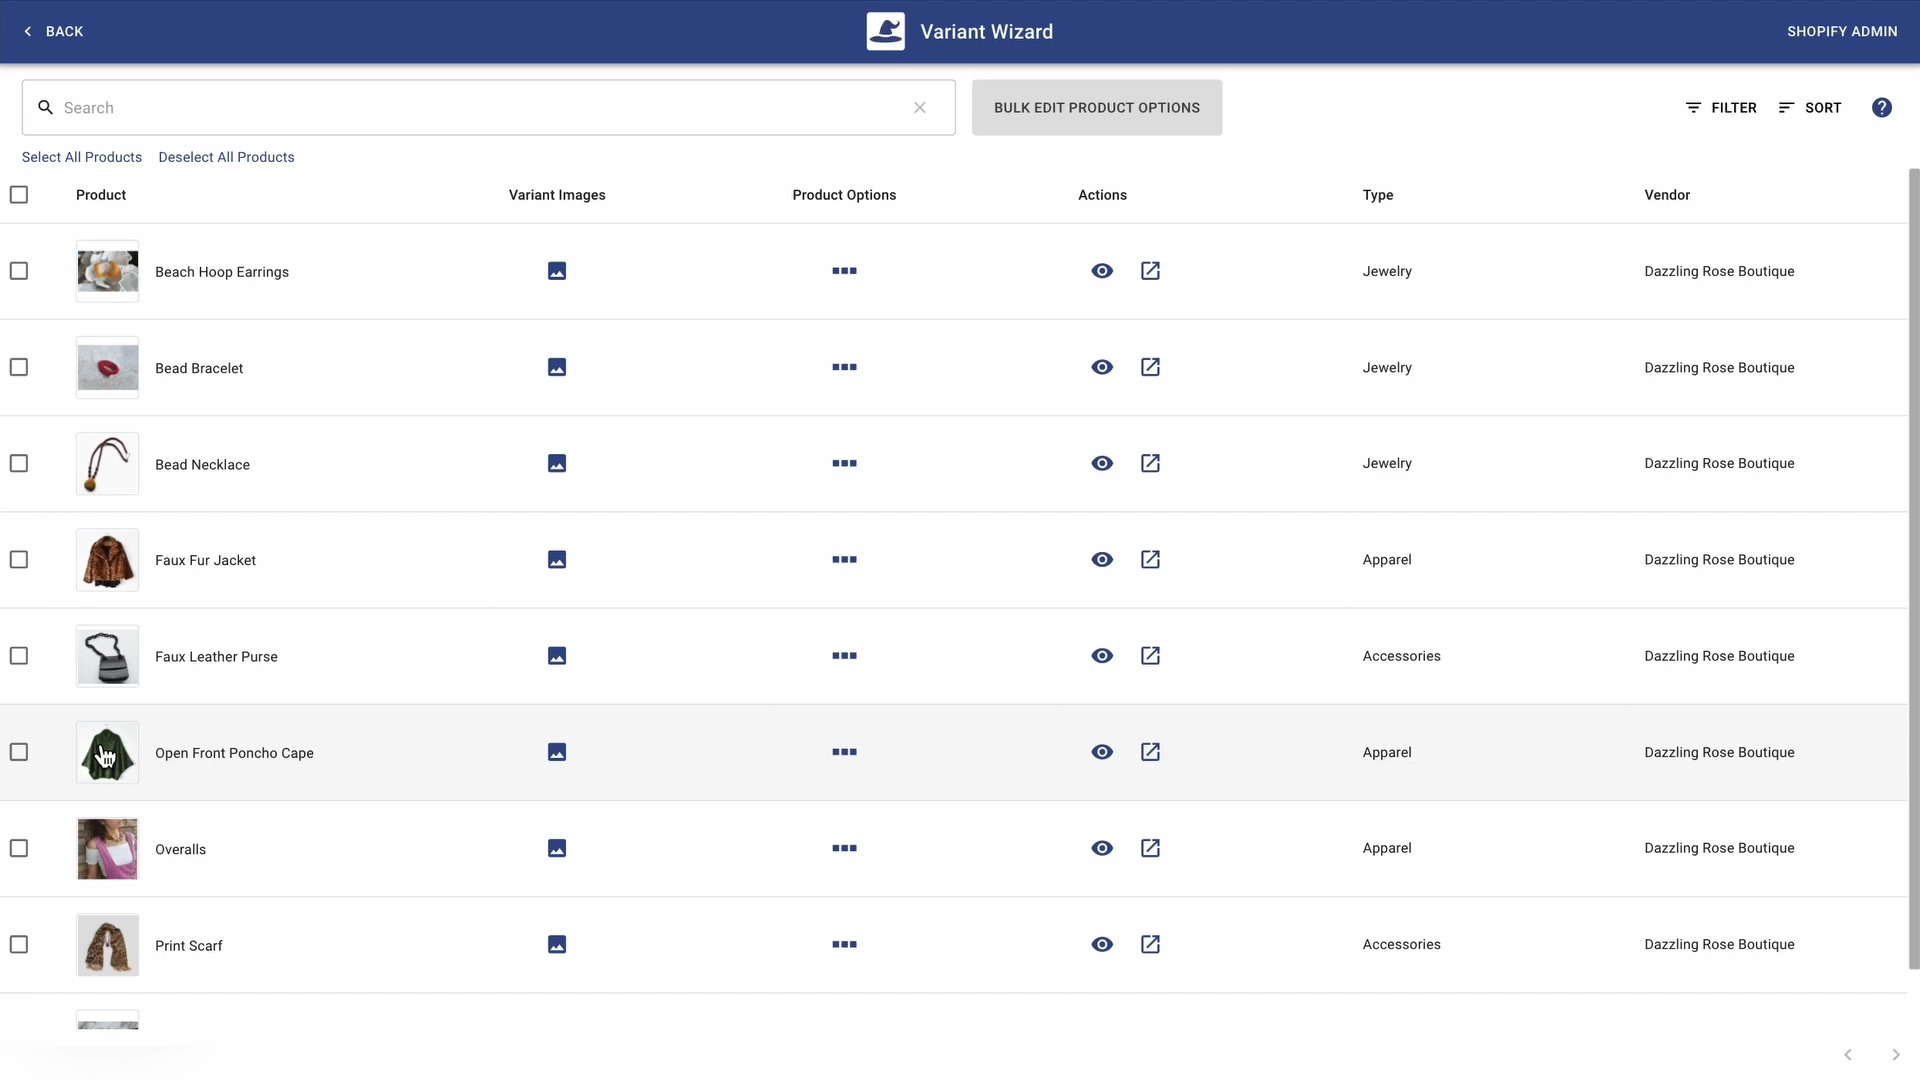 BACK
Variant Wizard
SHOPIFY ADMIN
Search
BULK EDIT PRODUCT OPTIONS
FILTER
SORT
?
Select All Products Deselect All Products
Product Variant Images Product Options Actions Type Vendor
Beach Hoop Earrings Jewelry Dazzling Rose Boutique
Bead Bracelet Jewelry Dazzling Rose Boutique
Bead Necklace Jewelry Dazzling Rose Boutique
Faux Fur Jacket Apparel Dazzling Rose Boutique
Faux Leather Purse Accessories Dazzling Rose Boutique
Open Front Poncho Cape Apparel Dazzling Rose Boutique
Overalls Apparel Dazzling Rose Boutique
Print Scarf Accessories Dazzling Rose Boutique